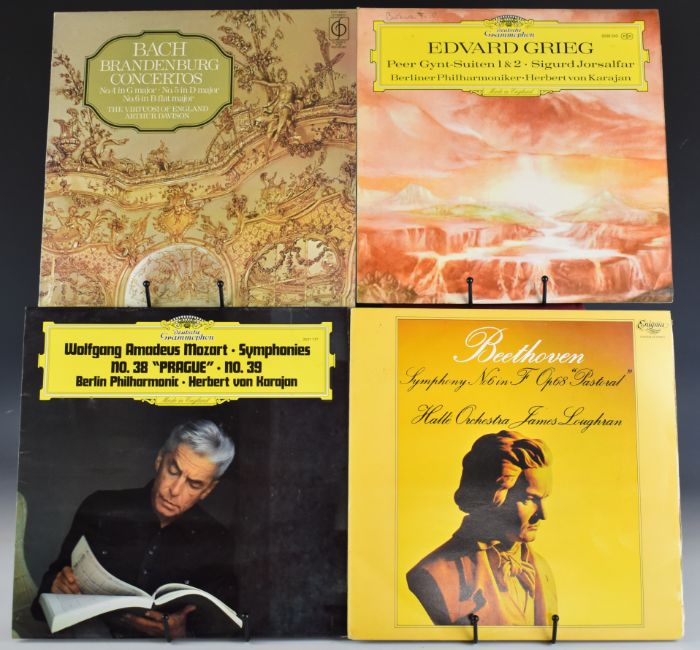 BACH
BRANDENBURG
CONCERTOS
No.4 in G major · No.5 in D major
No.6 in B flat major
THE VIRTUOSI OF ENGLAND
ARTHUR DAVISON
Deutsche
Grammophon
EDVARD GRIEG
Peer Gynt-Suiten 1 & 2 · Sigurd Jorsalfar
Berliner Philharmoniker · Herbert von Karajan
Made in England
Deutsche
Grammophon
Wolfgang Amadeus Mozart · Symphonies
NO. 38 "PRAGUE" · NO. 39
Berlin Philharmonic · Herbert von Karajan
Made in England
Enigma
Beethoven
Symphony No.6 in F Op68 "Pastoral"
Hallé Orchestra James Loughran